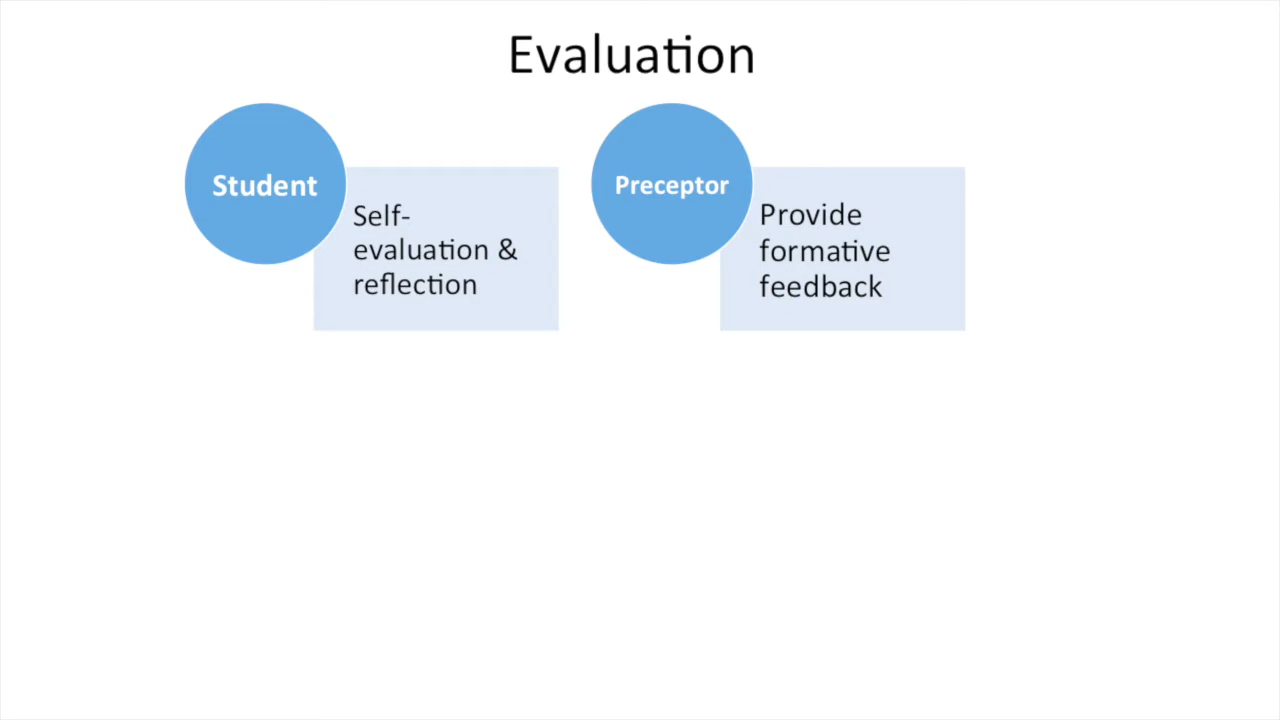 Evaluation
Student
Self-
evaluation &
reflection
Preceptor
Provide
formative
feedback